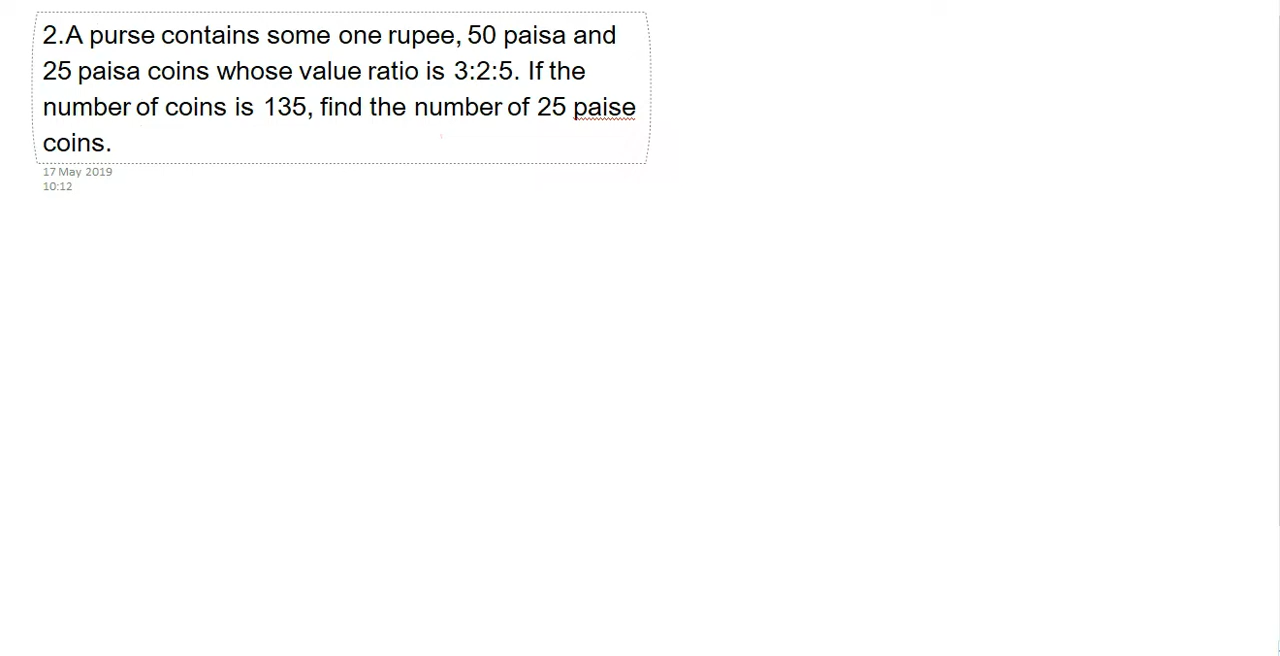 2.A purse contains some one rupee, 50 paisa and
25 paisa coins whose value ratio is 3:2:5. If the
number of coins is 135, find the number of 25 paise
coins.
17 May 2019
10:12